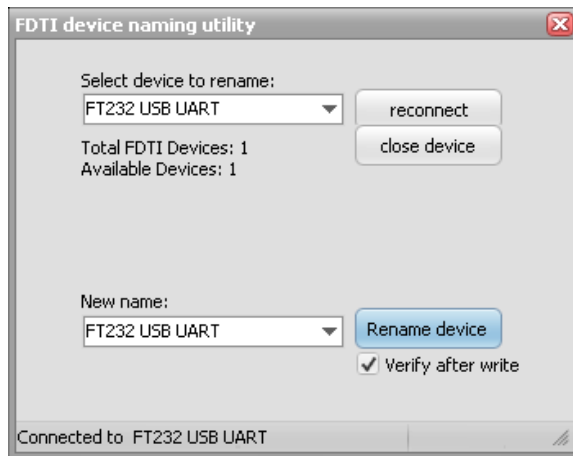 FDTI device naming utility
Select device to rename:
FT232 USB UART
reconnect
Total FDTI Devices: 1
close device
Available Devices: 1
New name:
FT232 USB UART
Rename device
Verify after write
Connected to FT232 USB UART